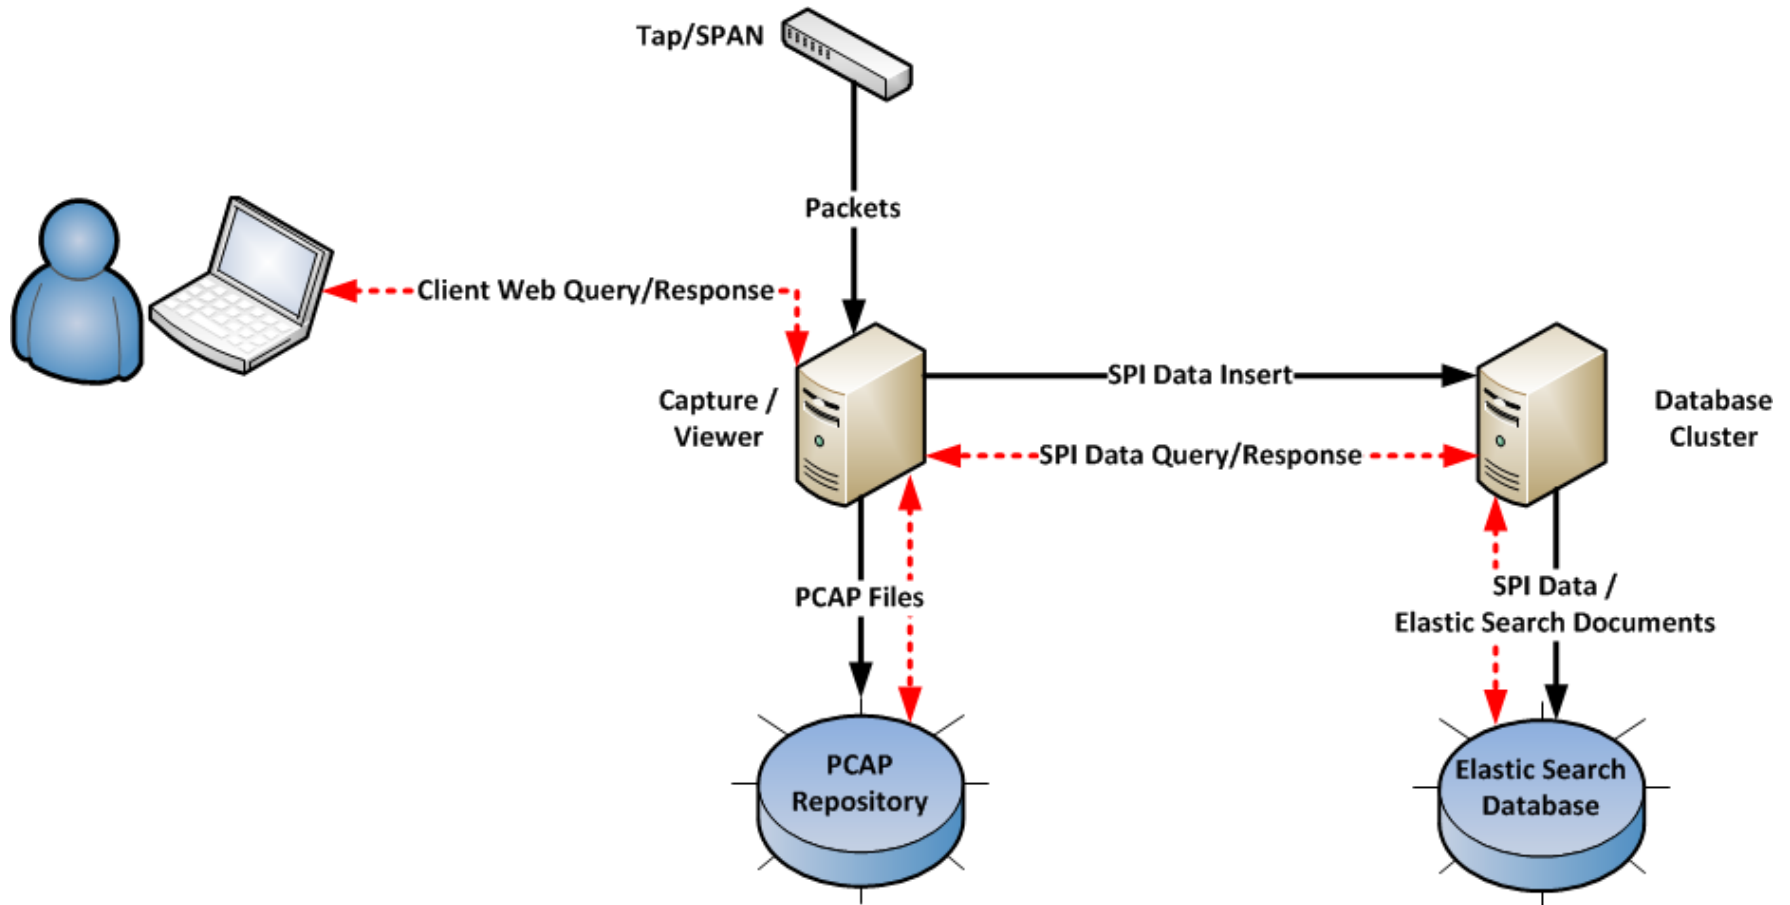 Tap/SPAN
Packets
Client Web Query/Response
Capture /
Viewer
SPI Data Insert
Database
Cluster
SPI Data Query/Response
PCAP Files
SPI Data /
Elastic Search Documents
PCAP
Repository
Elastic Search
Database